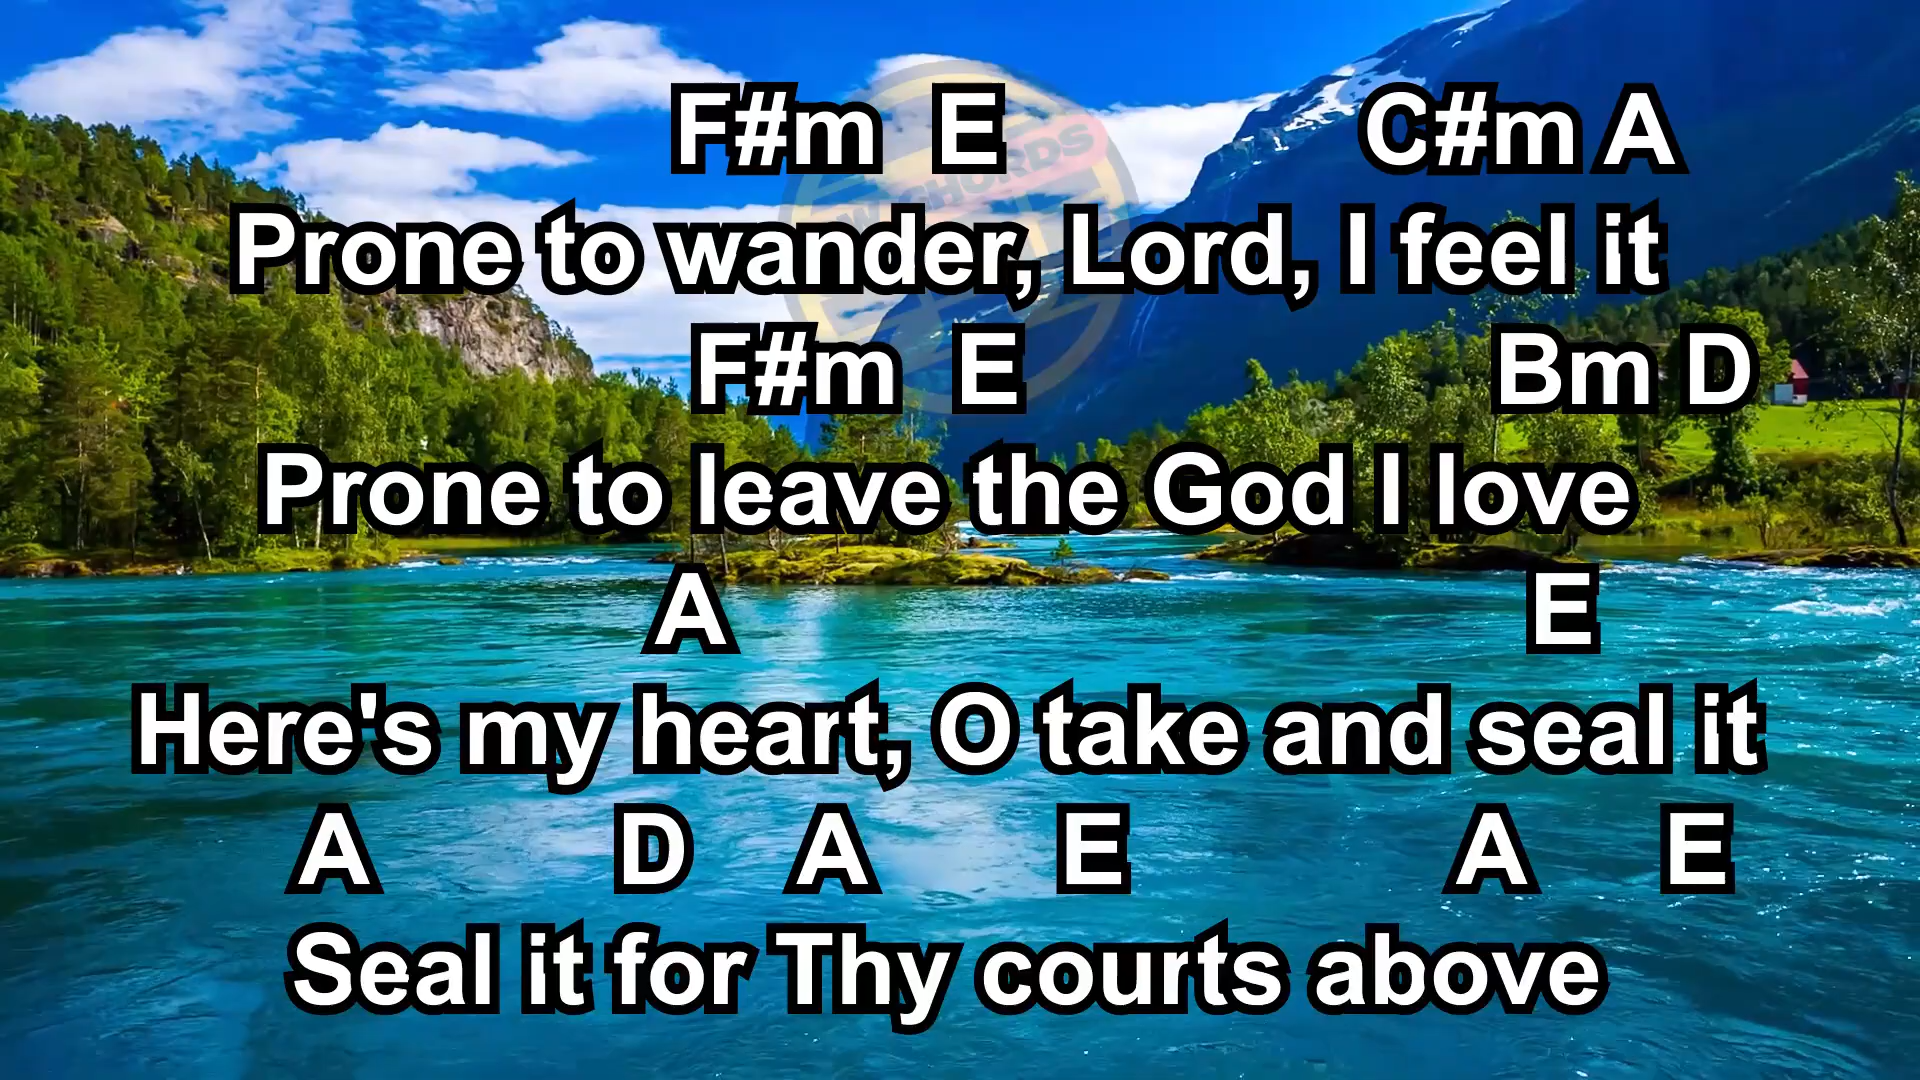 F#m E C#m A
Prone to wander, Lord, I feel it
F#m E Bm D
Prone to leave the God I love
A E
Here's my heart, O take and seal it
A D A E A E
Seal it for Thy courts above